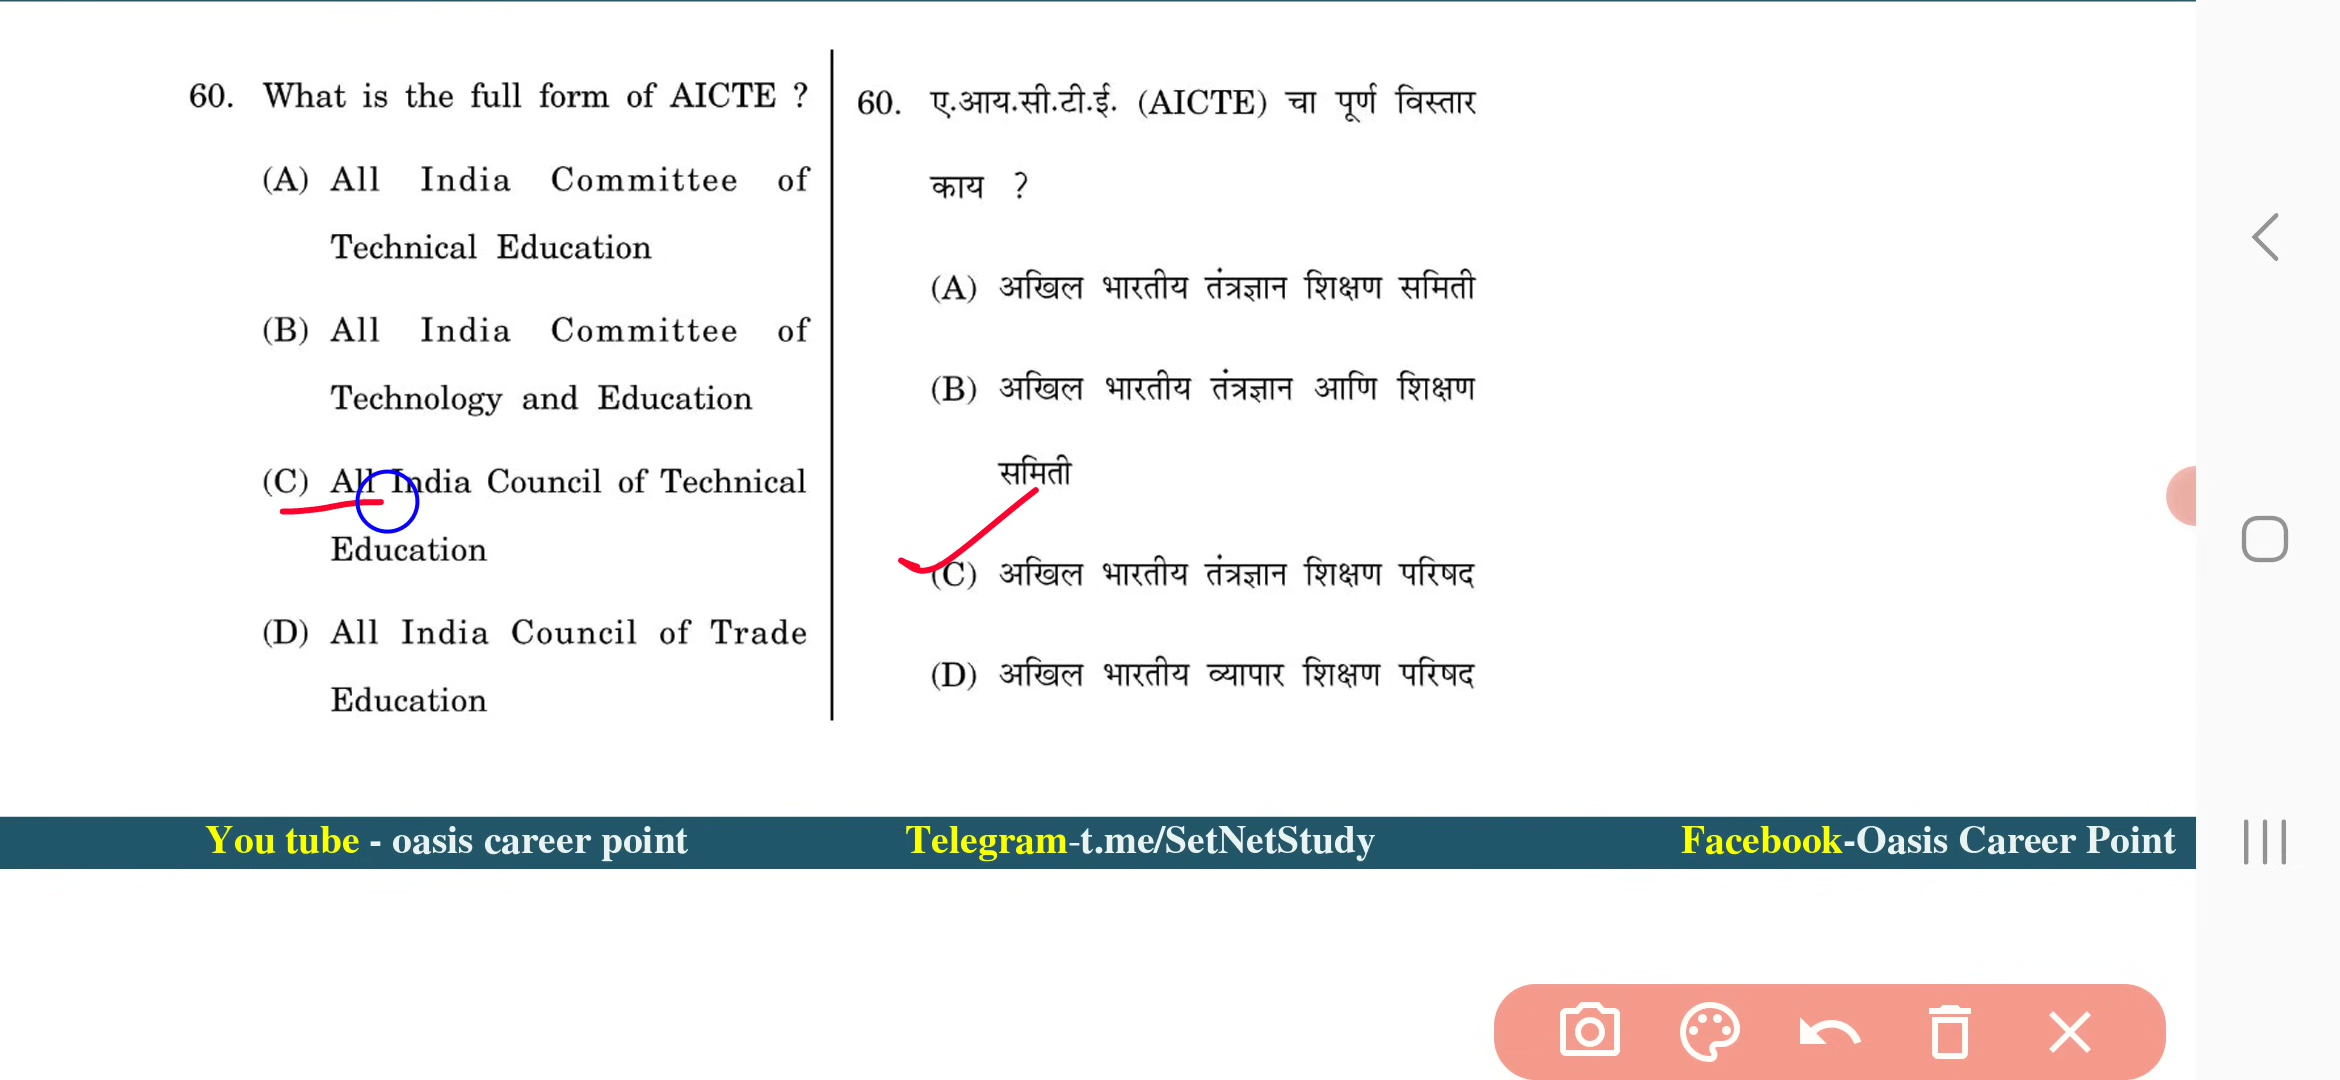 60. What is the full form of AICTE ?
(A) All India Committee of
Technical Education
(B) All India Committee of
Technology and Education
(C) All India Council of Technical
Education
(D) All India Council of Trade
Education
60. ए.आय.सी.टी.ई. (AICTE) चा पूर्ण विस्तार
काय ?
(A) अखिल भारतीय तंत्रज्ञान शिक्षण समिती
(B) अखिल भारतीय तंत्रज्ञान आणि शिक्षण
समिती
(C) अखिल भारतीय तंत्रज्ञान शिक्षण परिषद
(D) अखिल भारतीय व्यापार शिक्षण परिषद
You tube - oasis career point Telegram-t.me/SetNetStudy Facebook-Oasis Career Point